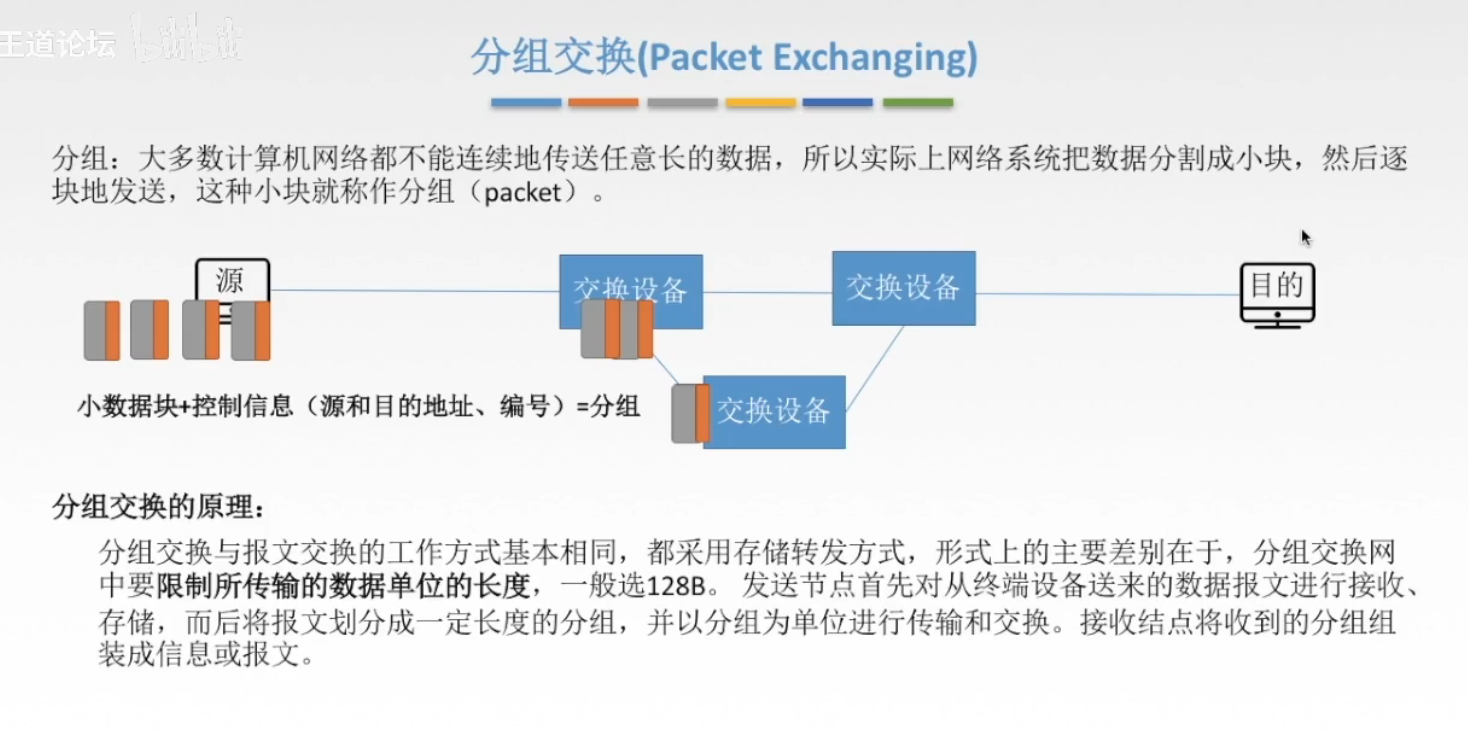 王道论坛 bilibili
分组交换(Packet Exchanging)
分组：大多数计算机网络都不能连续地传送任意长的数据，所以实际上网络系统把数据分割成小块，然后逐
块地发送，这种小块就称作分组（packet）。
源
交换设备
交换设备
目的
小数据块+控制信息（源和目的地址、编号）=分组
交换设备
分组交换的原理：
分组交换与报文交换的工作方式基本相同，都采用存储转发方式，形式上的主要差别在于，分组交换网
中要限制所传输的数据单位的长度，一般选128B。 发送节点首先对从终端设备送来的数据报文进行接收、
存储，而后将报文划分成一定长度的分组，并以分组为单位进行传输和交换。接收结点将收到的分组组
装成信息或报文。